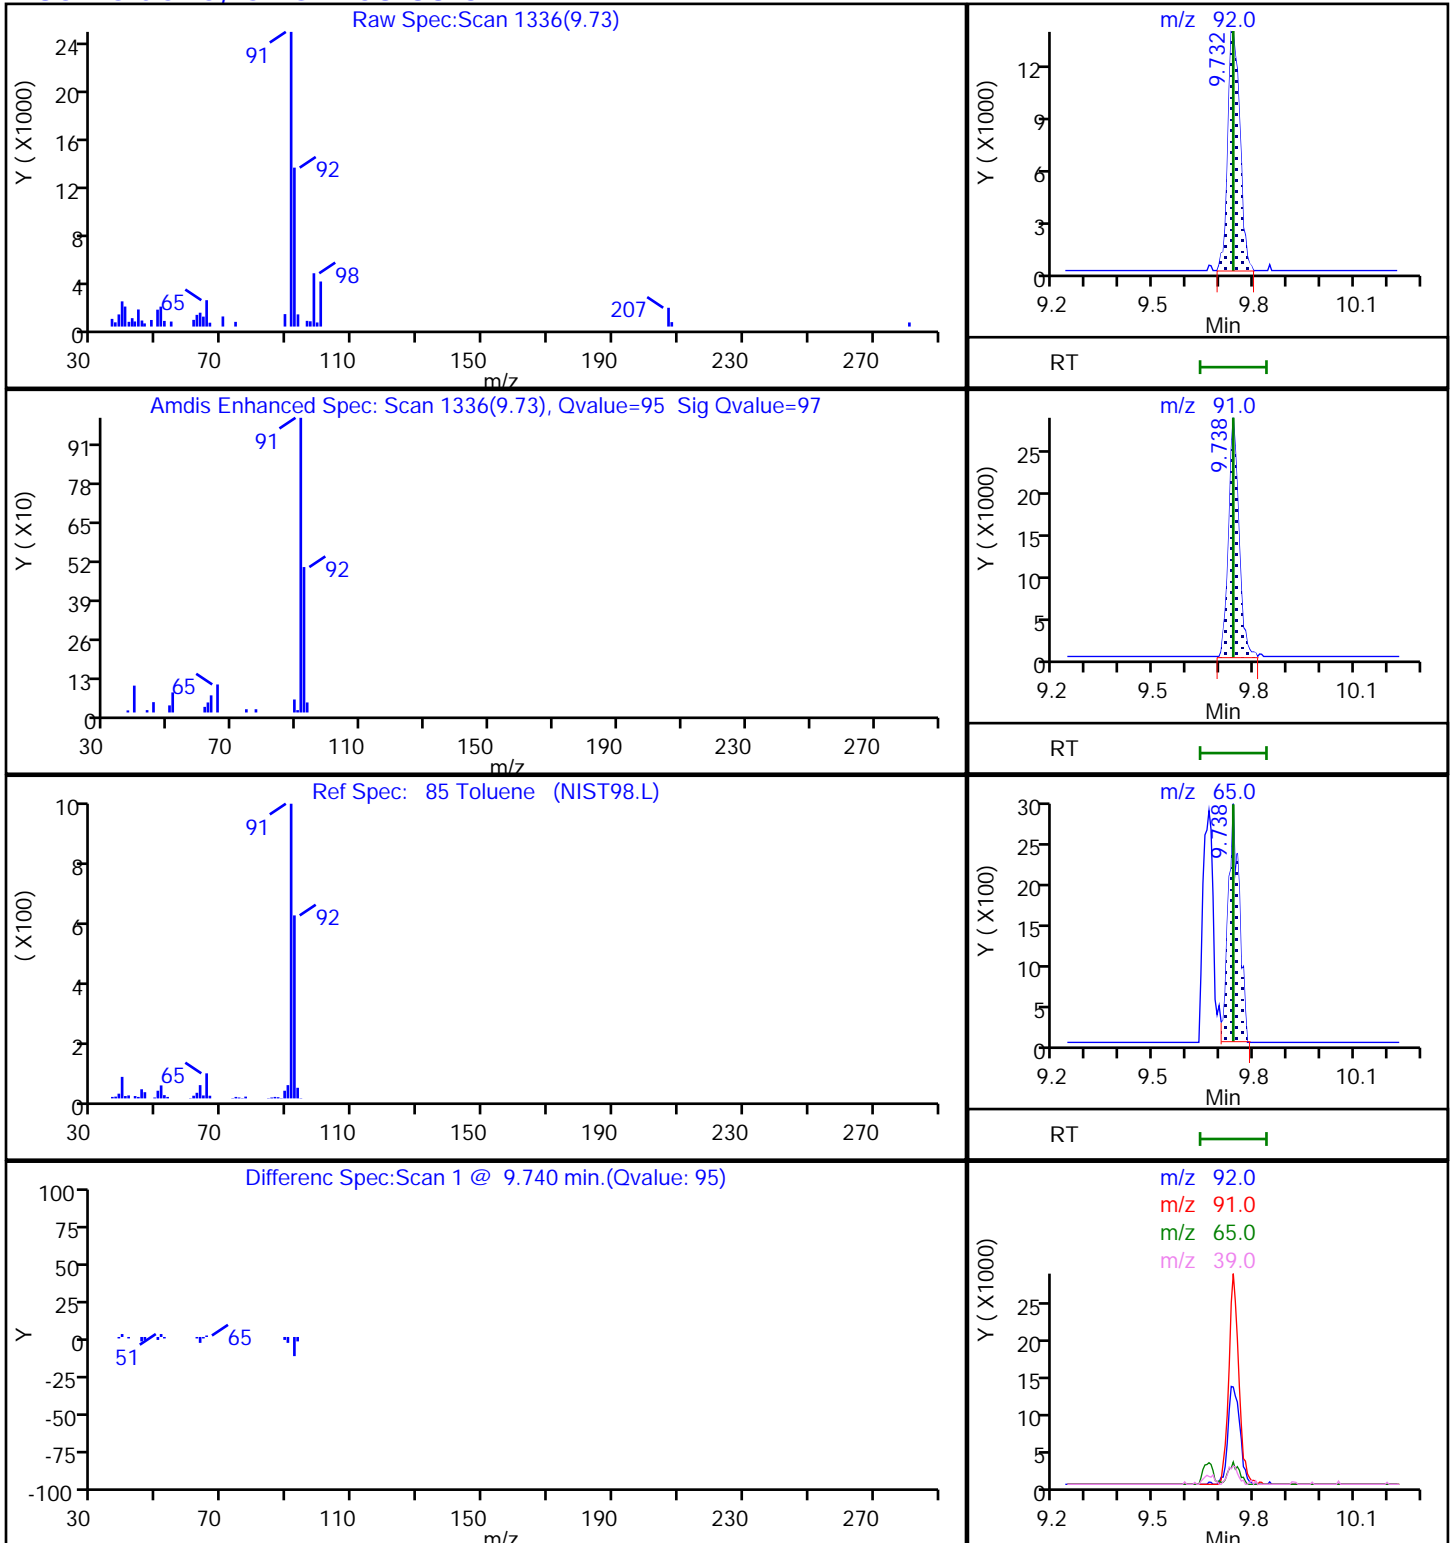 Raw Spec:Scan 1336(9.73)
Y ( X1000)
24
20
16
12
8
4
0
91
92
98
65
207
30 70 110 150 190 230 270
m/z
m/z 92.0
Y ( X1000)
12
9
6
3
0
9.732
9.2 9.5 9.8 10.1
Min
RT
Amdis Enhanced Spec: Scan 1336(9.73), Qvalue=95 Sig Qvalue=97
Y ( X10)
91
78
65
52
39
26
13
0
91
92
65
30 70 110 150 190 230 270
m/z
m/z 91.0
Y ( X1000)
25
20
15
10
5
0
9.738
9.2 9.5 9.8 10.1
Min
RT
Ref Spec: 85 Toluene (NIST98.L)
( X100)
10
8
6
4
2
0
91
92
65
30 70 110 150 190 230 270
m/z 65.0
Y ( X100)
30
25
20
15
10
5
0
9.738
9.2 9.5 9.8 10.1
Min
RT
Differenc Spec:Scan 1 @ 9.740 min.(Qvalue: 95)
Y
100
75
50
25
0
-25
-50
-75
-100
51
65
30 70 110 150 190 230 270
m/z
m/z 92.0
m/z 91.0
m/z 65.0
m/z 39.0
Y ( X1000)
25
20
15
10
5
0
9.2 9.5 9.8 10.1
Min